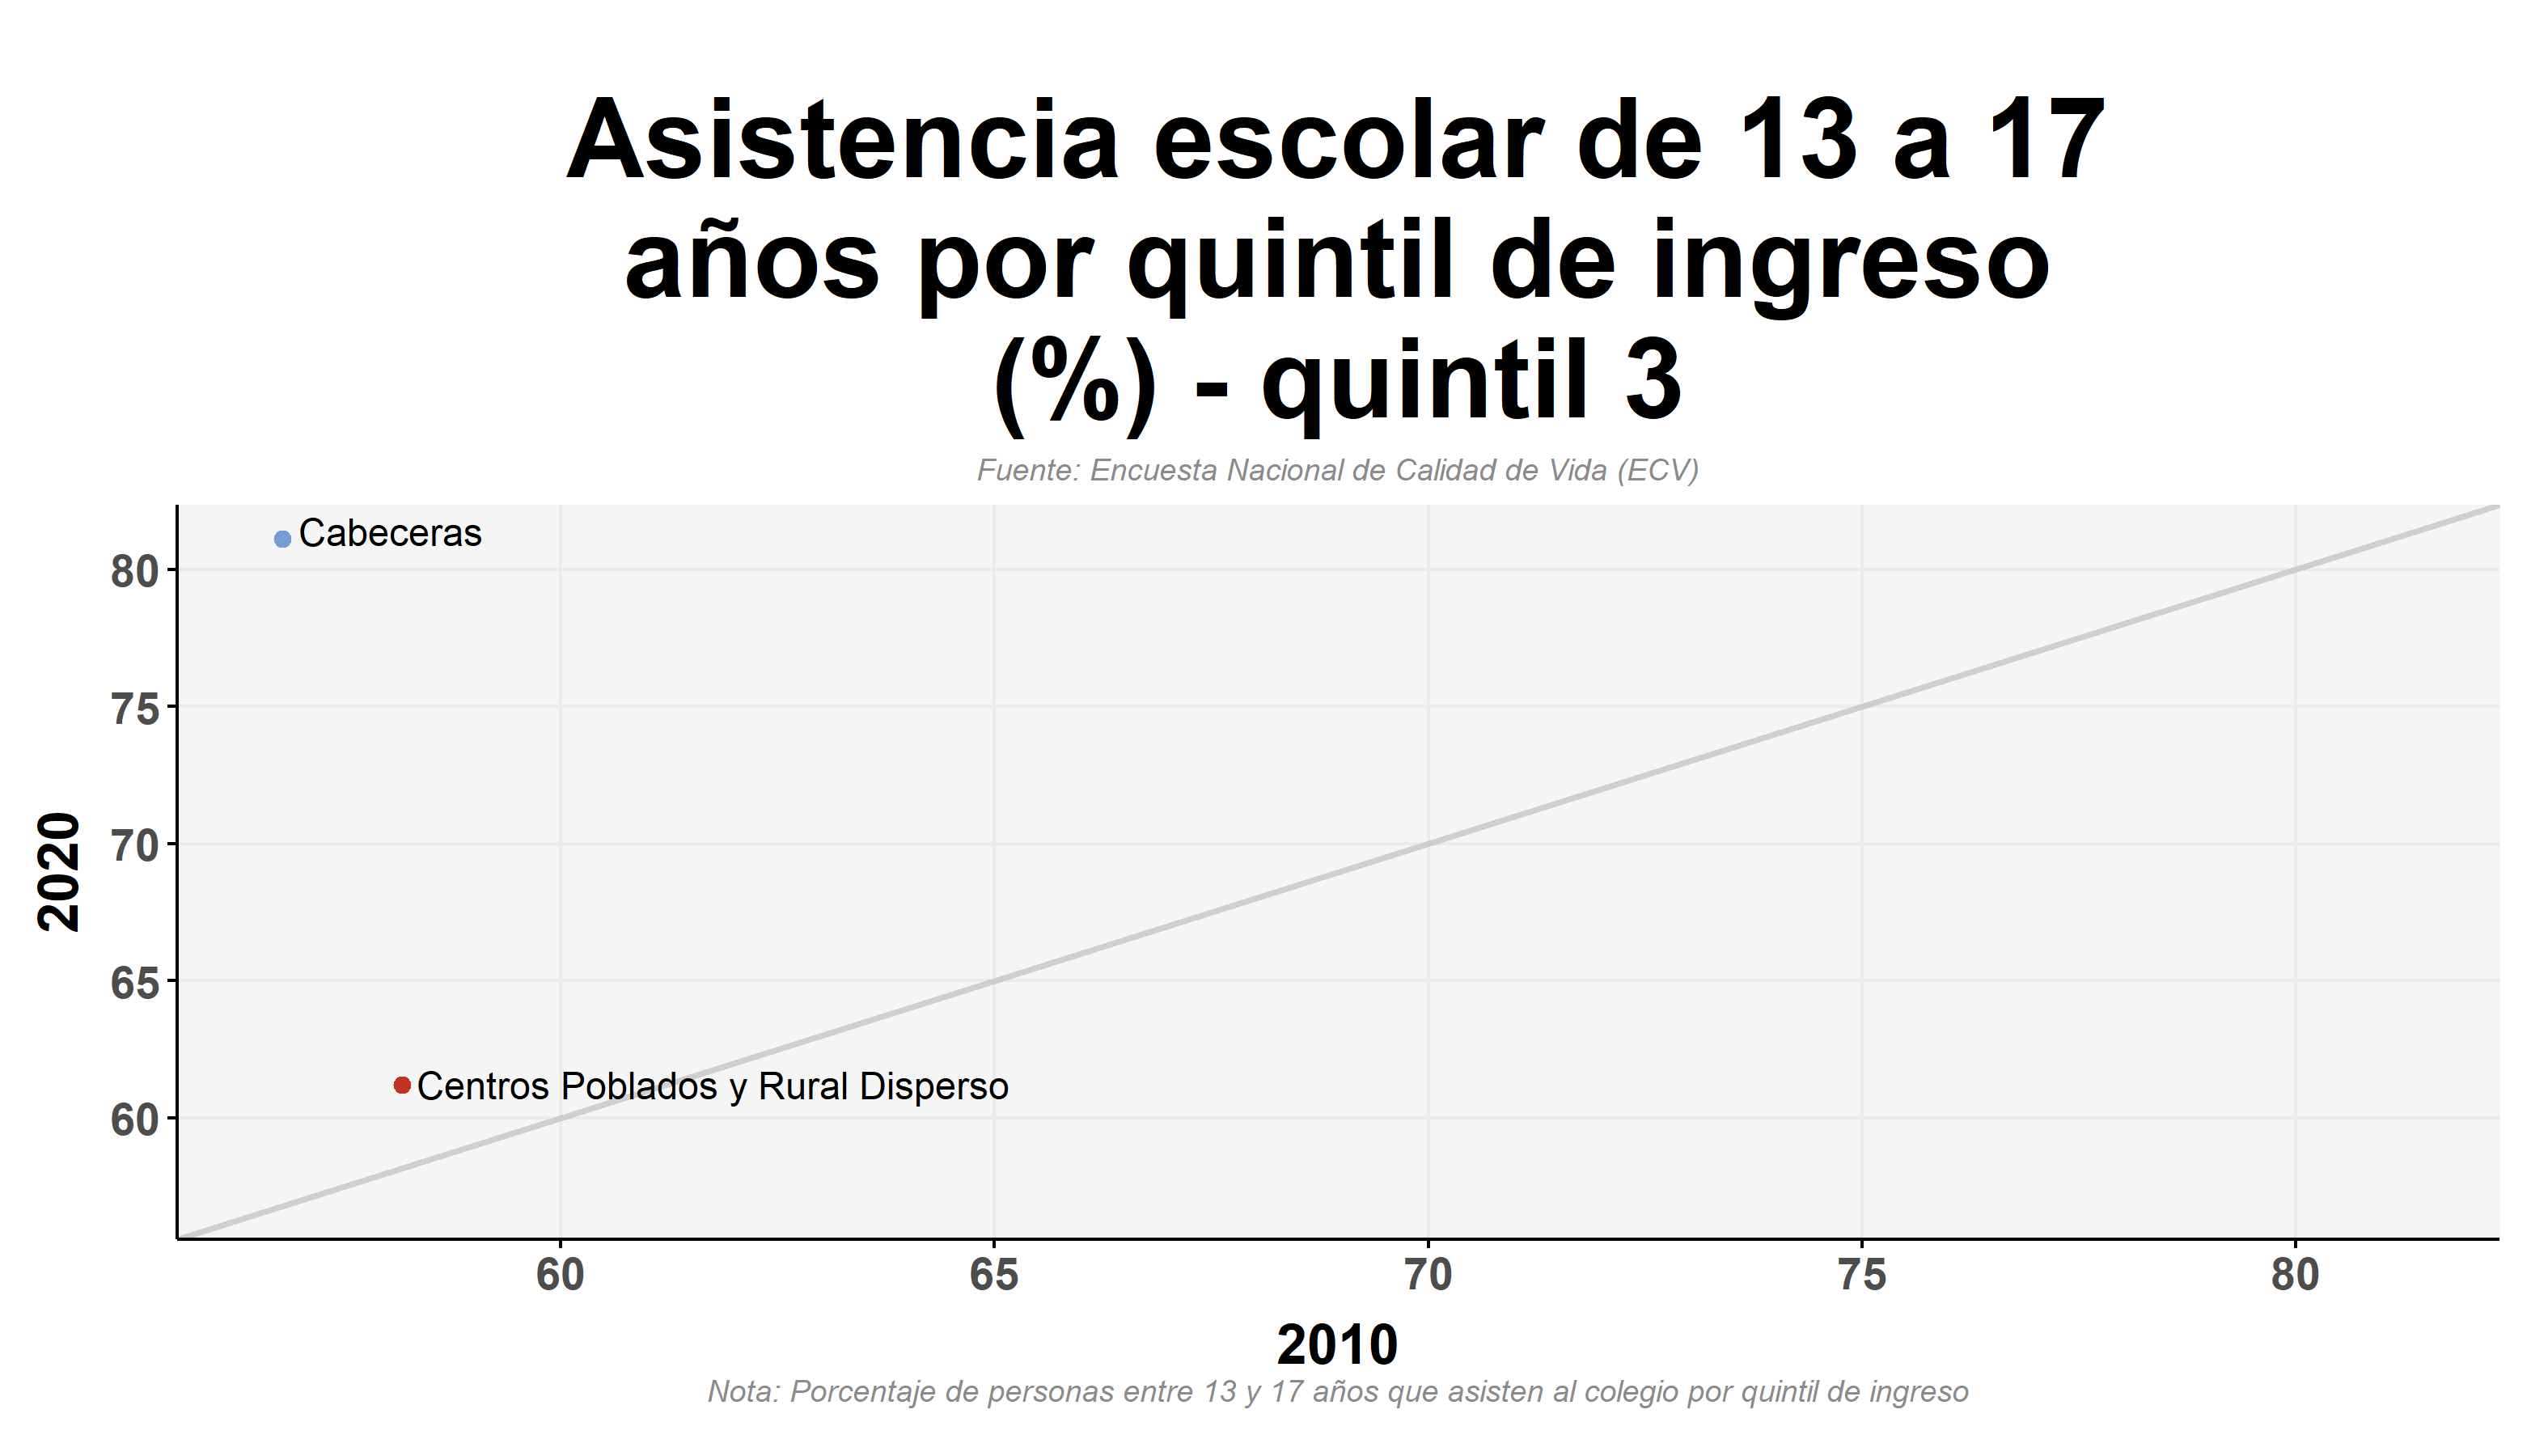 Asistencia escolar de 13 a 17
años por quintil de ingreso
(%) - quintil 3
Fuente: Encuesta Nacional de Calidad de Vida (ECV)
Cabeceras
80
75
70
65
60
2020
Centros Poblados y Rural Disperso
60
65
70
75
80
2010
Nota: Porcentaje de personas entre 13 y 17 años que asisten al colegio por quintil de ingreso